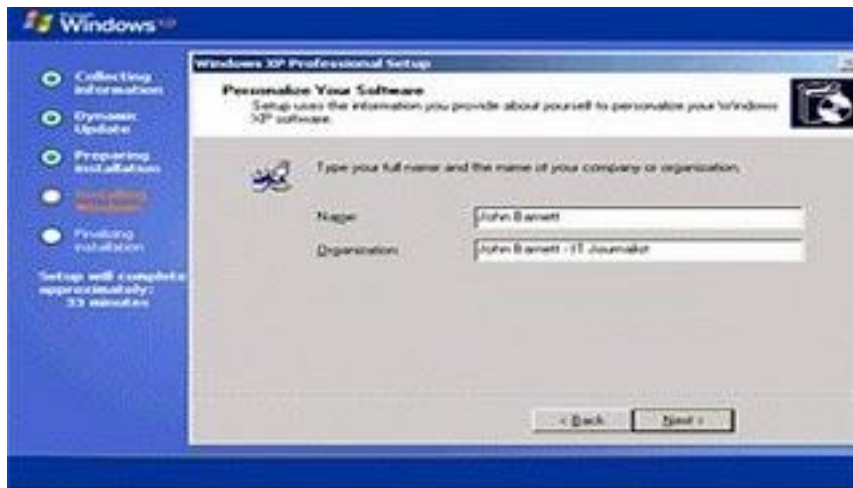 Windows xp
Collecting
information
Dynamic
Update
Preparing
installation
Installing
Windows
Finalizing
installation
Setup will complete
approximately:
33 minutes
Windows XP Professional Setup
Personalize Your Software
Setup uses the information you provide about yourself to personalize your Windows
XP software.
Type your full name and the name of your company or organization.
Name:
John Barnett
Organization:
John Barnett - IT Journalist
< Back
Next >